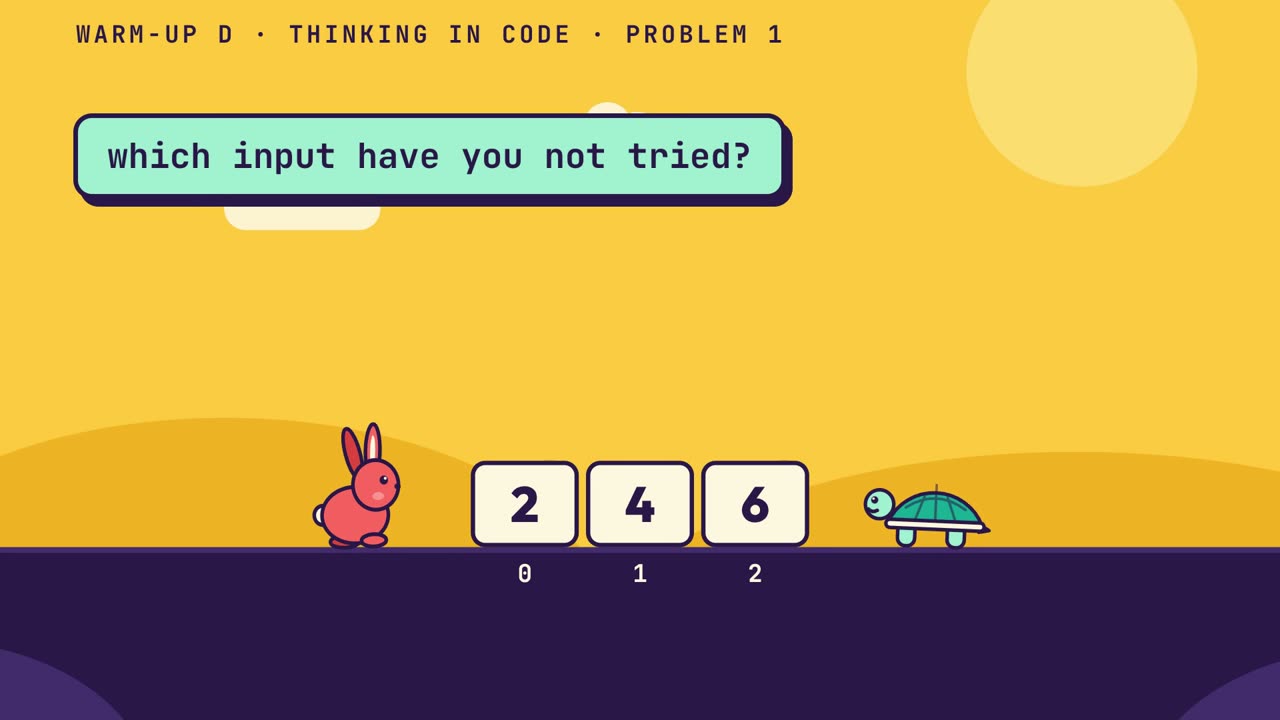 WARM-UP D · THINKING IN CODE · PROBLEM 1
which input have you not tried?
2 4 6
0 1 2